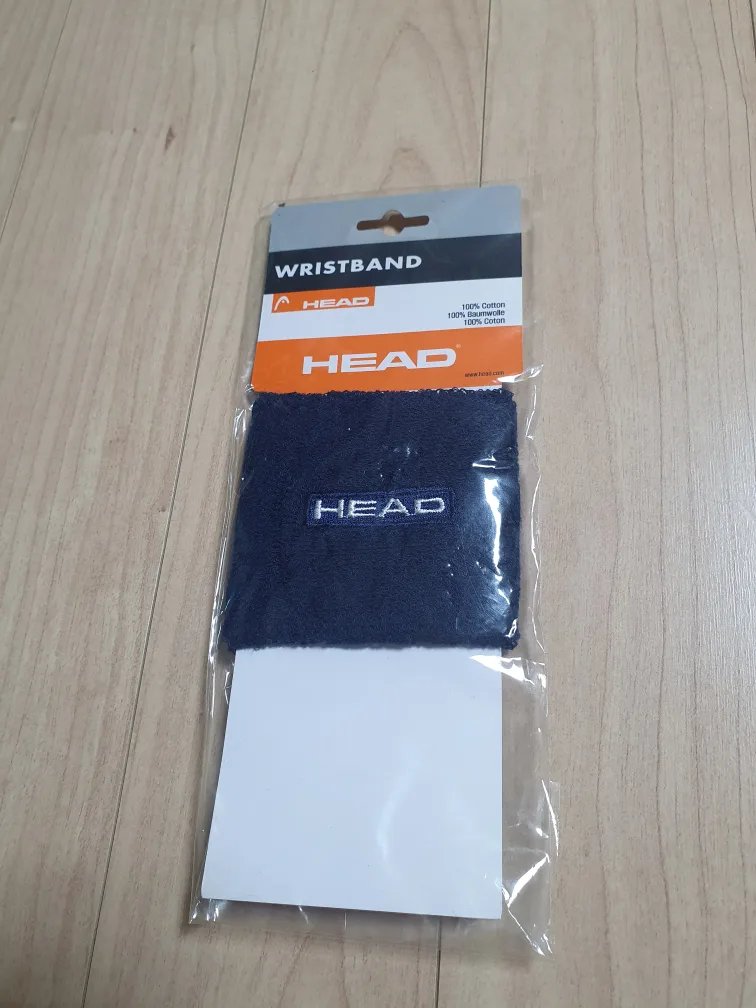 WRISTBAND
HEAD
100% Cotton
100% Baumwolle
100% Coton
HEAD®
www.head.com
HEAD